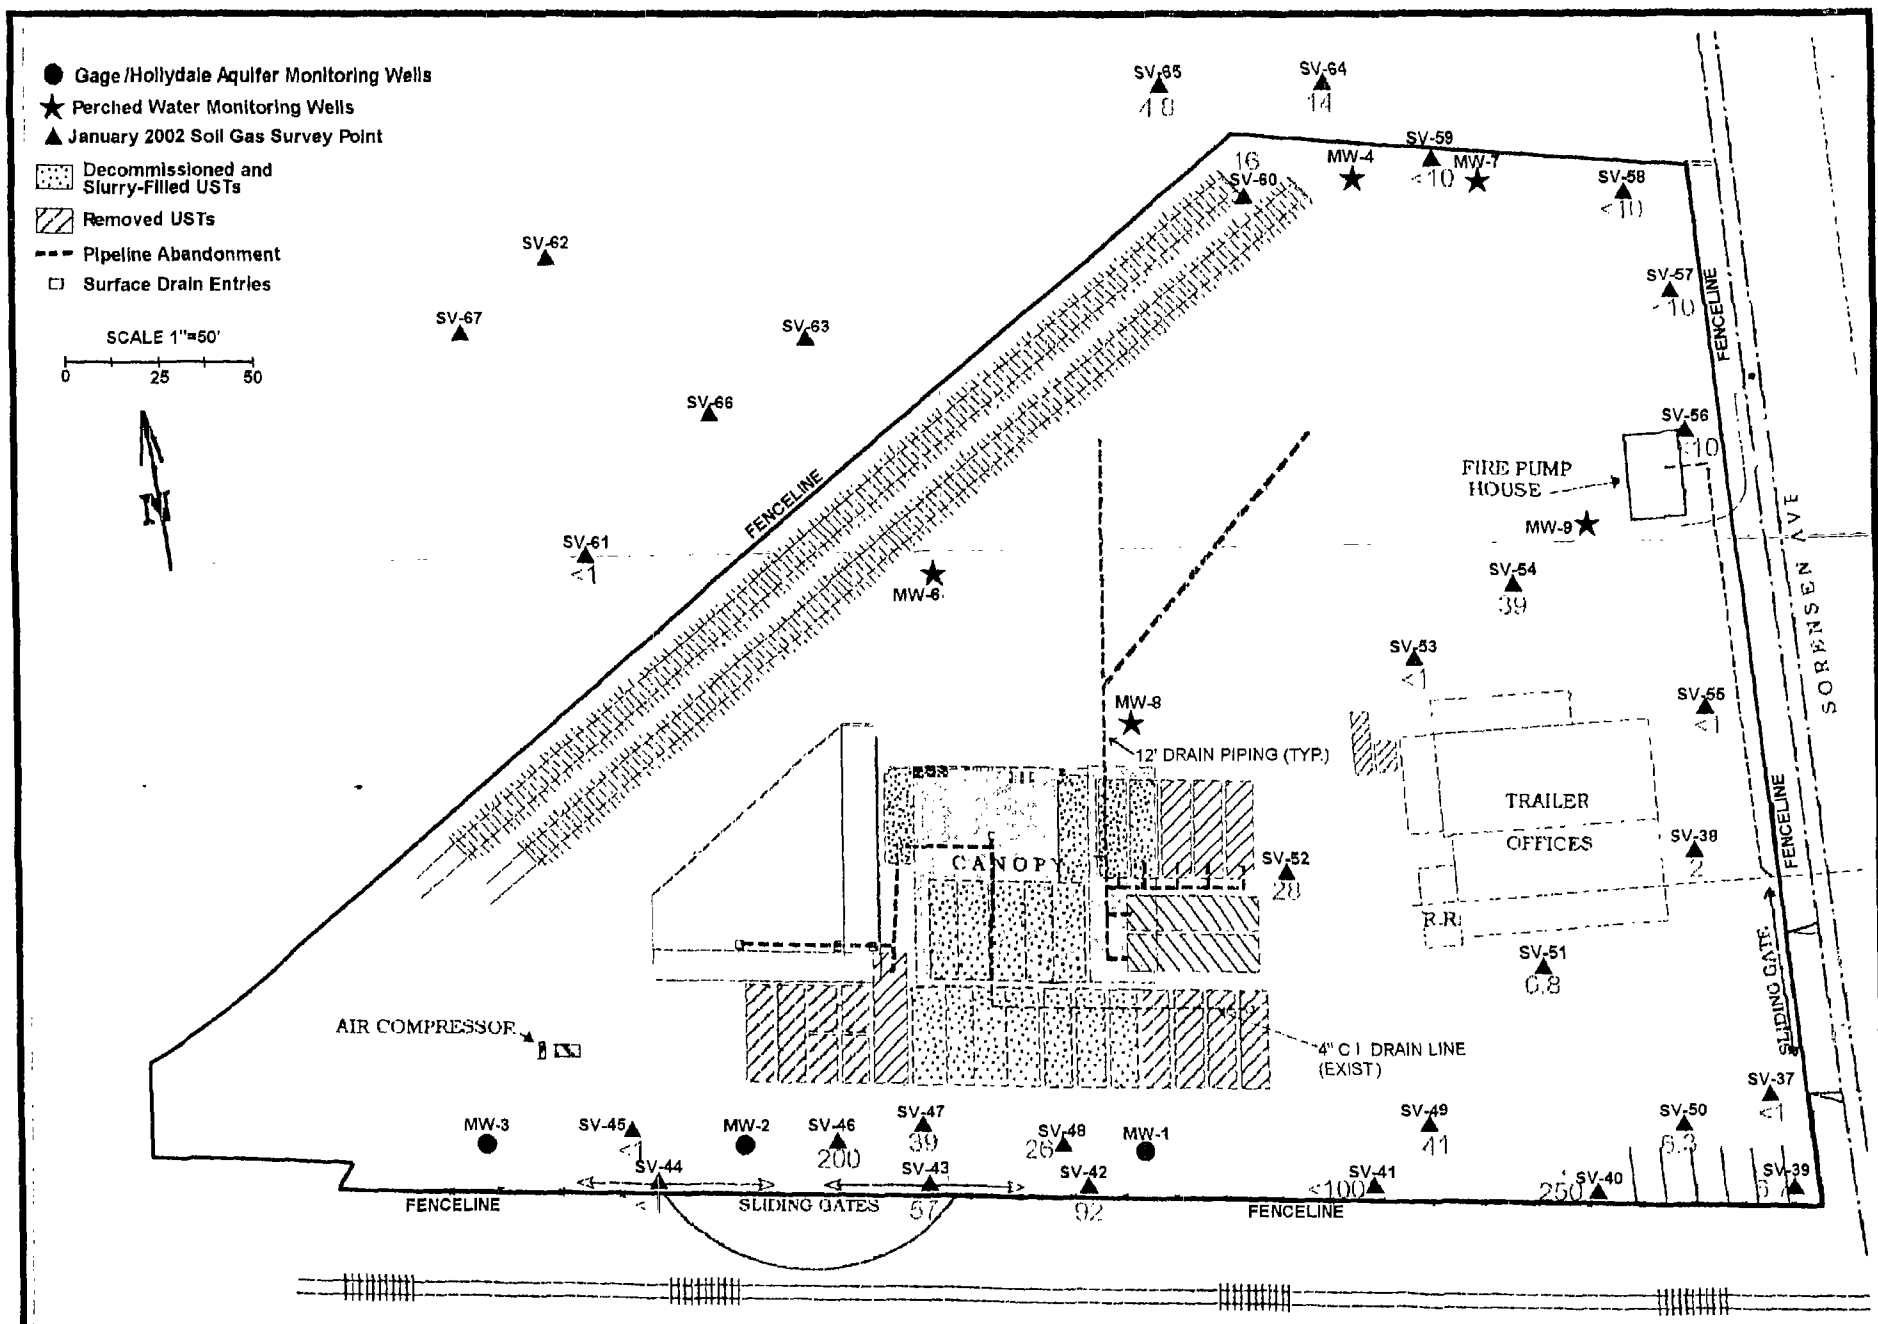 Gage/Hollydale Aquifer Monitoring Wells
Perched Water Monitoring Wells
January 2002 Soil Gas Survey Point
Decommissioned and
Slurry-Filled USTs
Removed USTs
Pipeline Abandonment
Surface Drain Entries
SCALE 1"=50'
0 25 50
N
SV-65
4.8
SV-64
14
SV-59
<10
MW-4
MW-7
16
SV-60
SV-58
<10
SV-57
<10
FENCELINE
SV-62
SV-67
SV-63
SV-66
SV-56
<10
FIRE PUMP
HOUSE
MW-9
SORENSEN AVE
FENCELINE
SV-61
<1
MW-6
SV-54
39
SV-53
<1
SV-55
<1
MW-8
12' DRAIN PIPING (TYP.)
TRAILER
OFFICES
FENCELINE
SV-38
2
CANOPY
SV-52
28
R.R.
SV-51
0.8
SLIDING GATE
AIR COMPRESSOR
4" C I DRAIN LINE
(EXIST)
SV-37
<1
MW-3
SV-45
<1
MW-2
SV-46
200
SV-47
39
SV-48
26
MW-1
SV-49
41
SV-50
6.3
SV-44
<1
SV-43
57
SV-42
92
SV-41
<100
SV-40
250
SV-39
FENCELINE
SLIDING GATES
FENCELINE